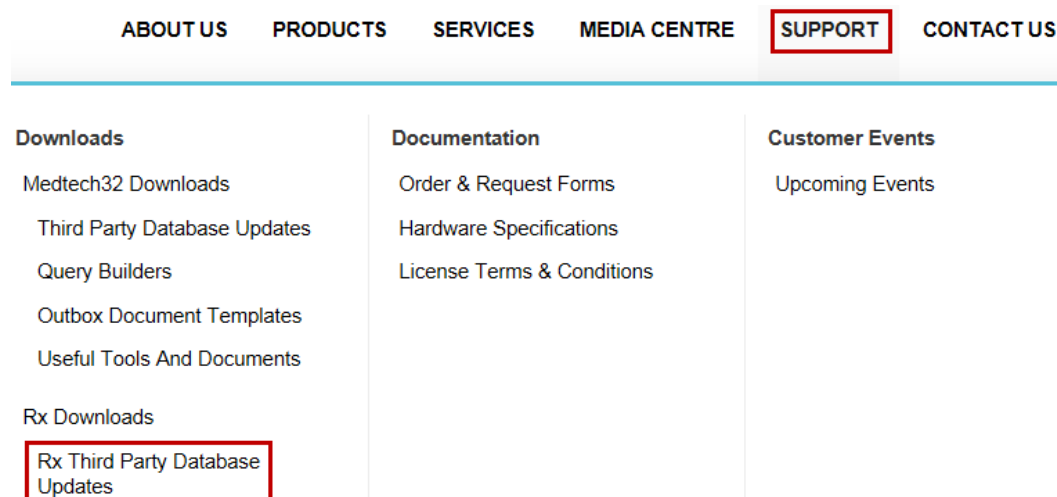 ABOUT US PRODUCTS SERVICES MEDIA CENTRE SUPPORT CONTACT US
Downloads
Medtech32 Downloads
Third Party Database Updates
Query Builders
Outbox Document Templates
Useful Tools And Documents
Rx Downloads
Rx Third Party Database
Updates
Documentation
Order & Request Forms
Hardware Specifications
License Terms & Conditions
Customer Events
Upcoming Events